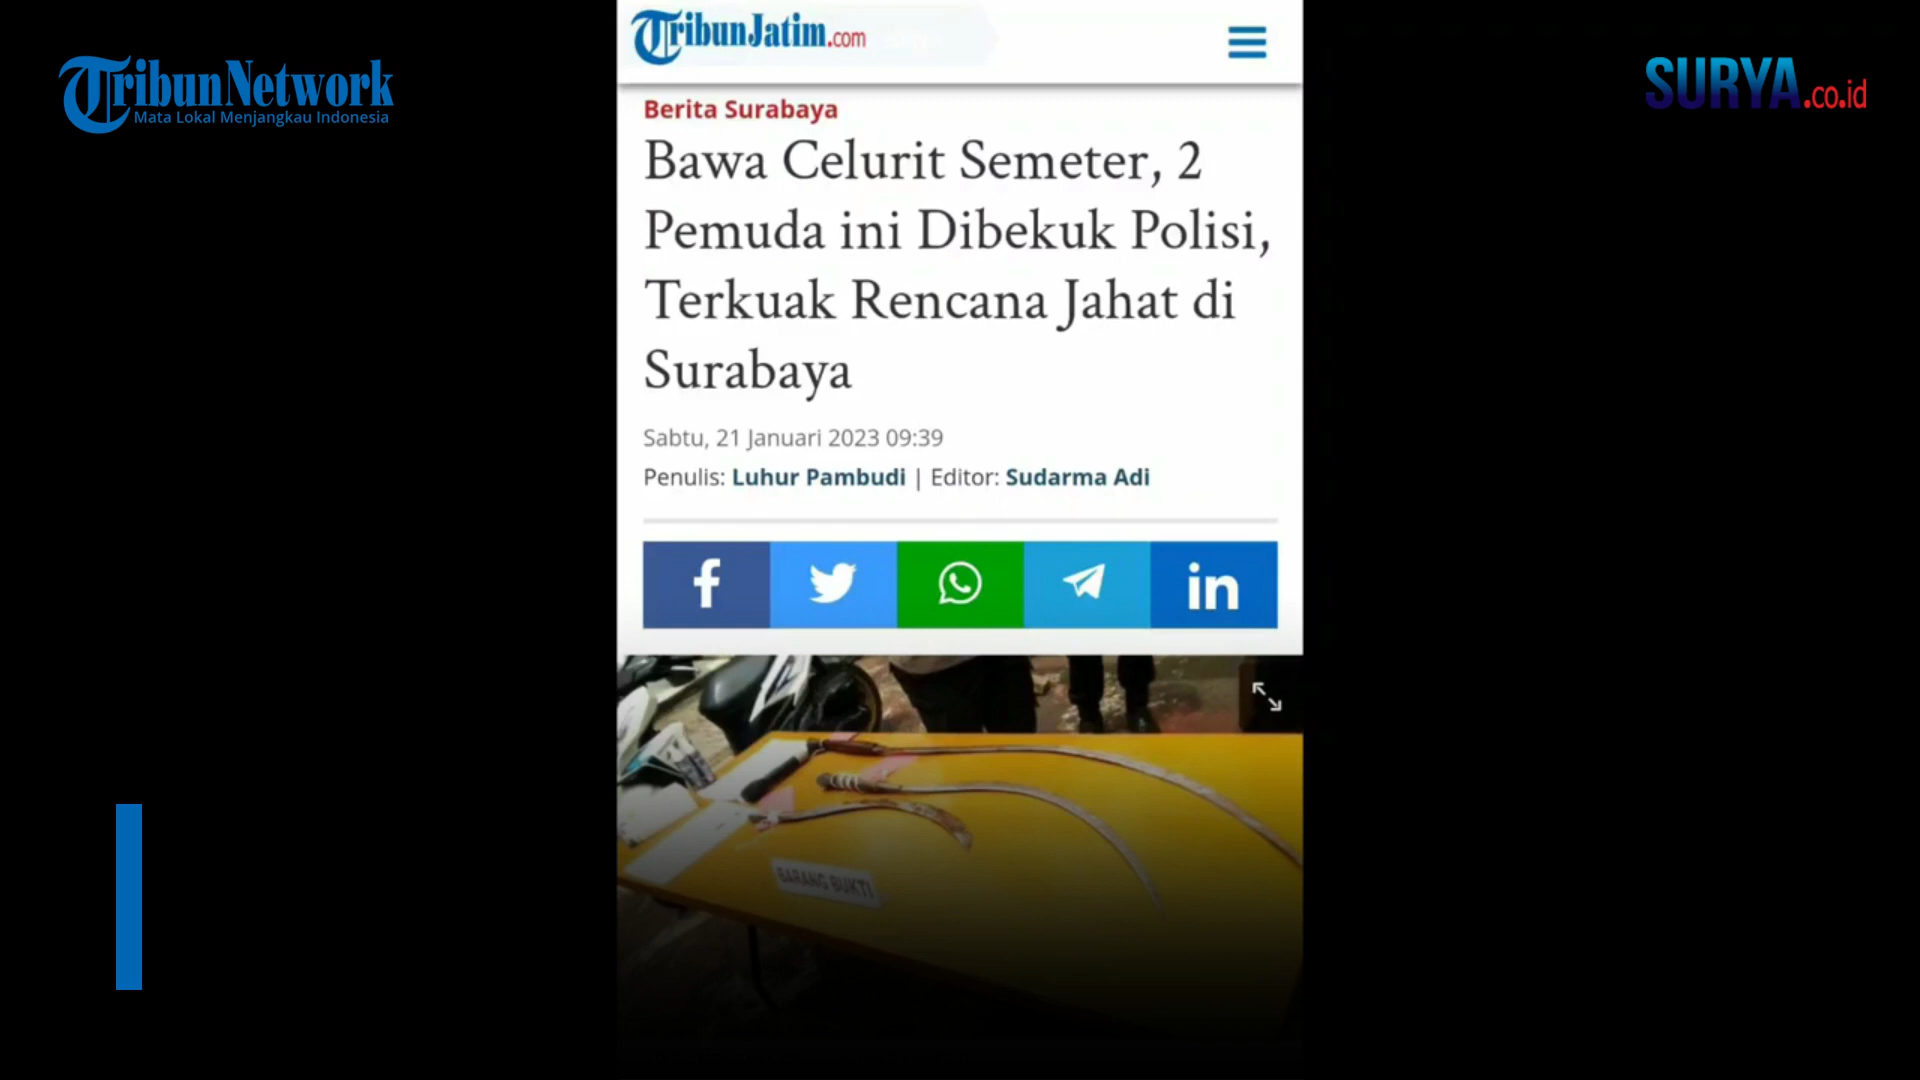 TribunNetwork
Mata Lokal Menjangkau Indonesia
TribunJatim.com
SURYA.co.id
Berita Surabaya
Bawa Celurit Semeter, 2
Pemuda ini Dibekuk Polisi,
Terkuak Rencana Jahat di
Surabaya
Sabtu, 21 Januari 2023 09:39
Penulis: Luhur Pambudi | Editor: Sudarma Adi
BARANG BUKTI